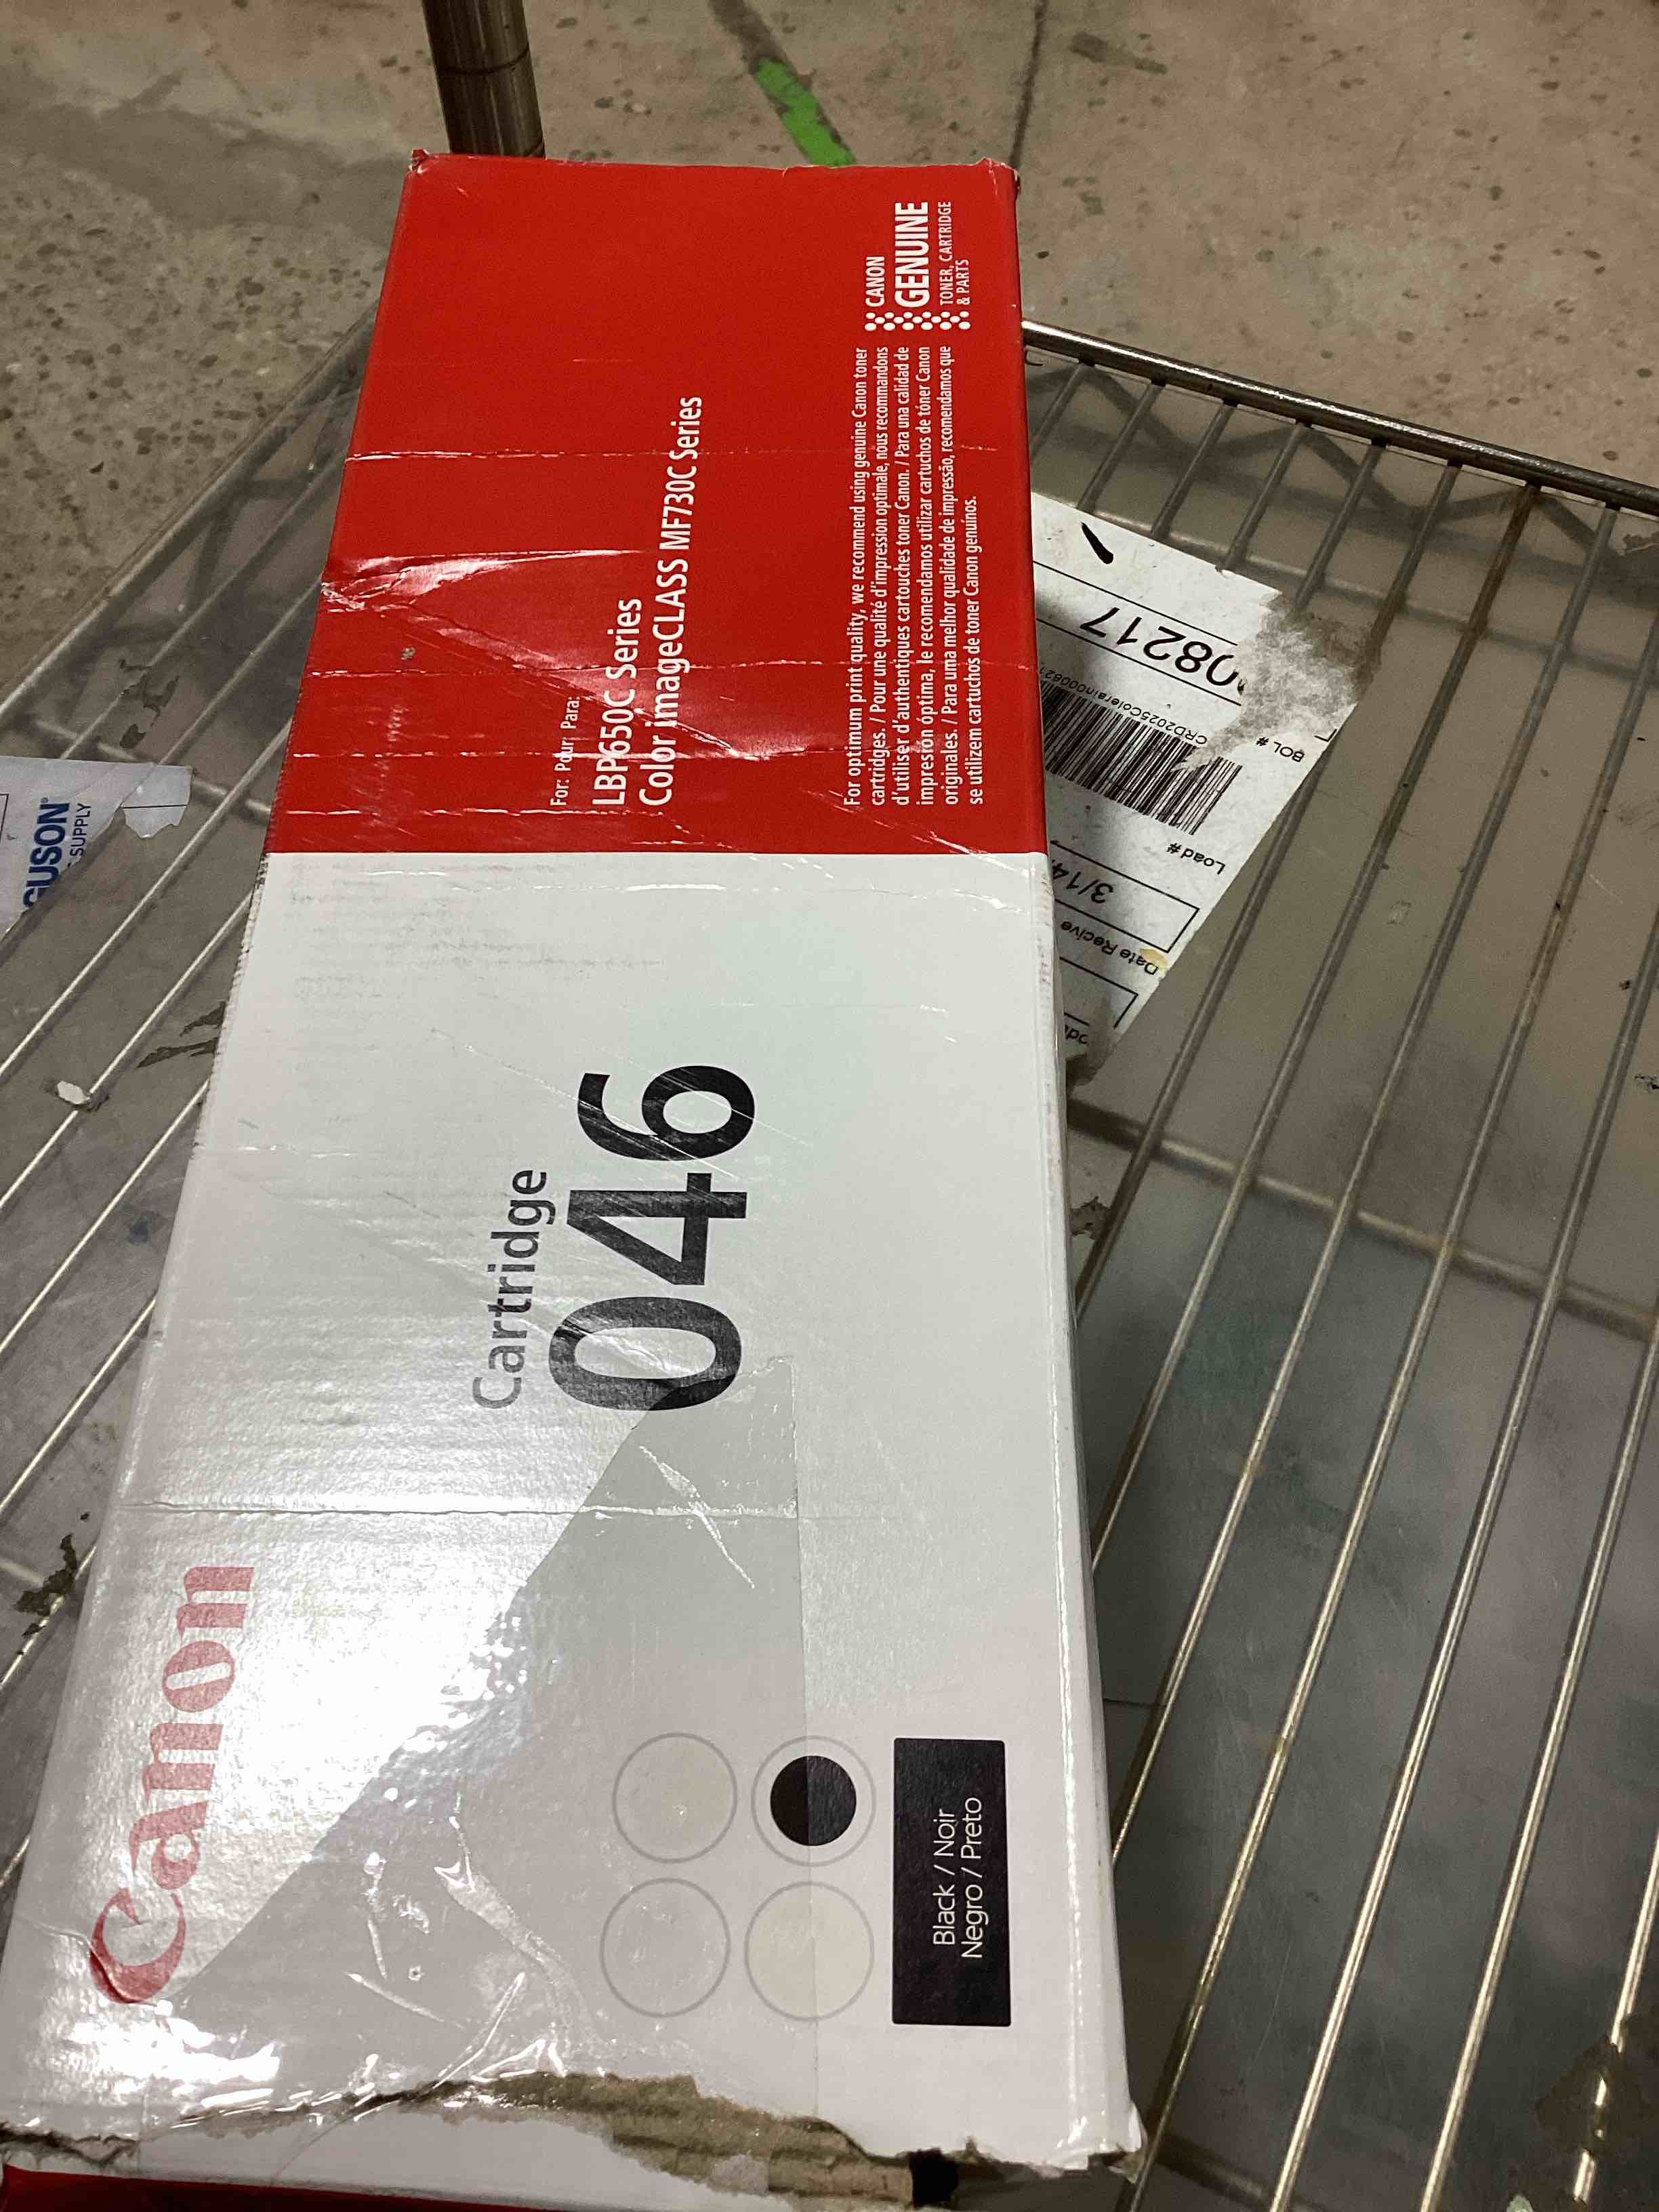 Canon
Cartridge
046
Black / Noir
Negro / Preto
For: Pour: Para:
LBP650C Series
Color imageCLASS MF730C Series
For optimum print quality, we recommend using genuine Canon toner
cartridges. / Pour une qualité d'impression optimale, nous recommandons
d'utiliser d'authentiques cartouches toner Canon. / Para una calidad de
impresión óptima, le recomendamos utilizar cartuchos de tóner Canon
originales. / Para uma melhor qualidade de impressão, recomendamos que
se utilizem cartuchos de toner Canon genuínos.
CANON
GENUINE
TONER, CARTRIDGE
& PARTS
GUSON
SUPPLY
BOL #
08217
CRD2025Colerain00082
Load #
3/14
Date Recive